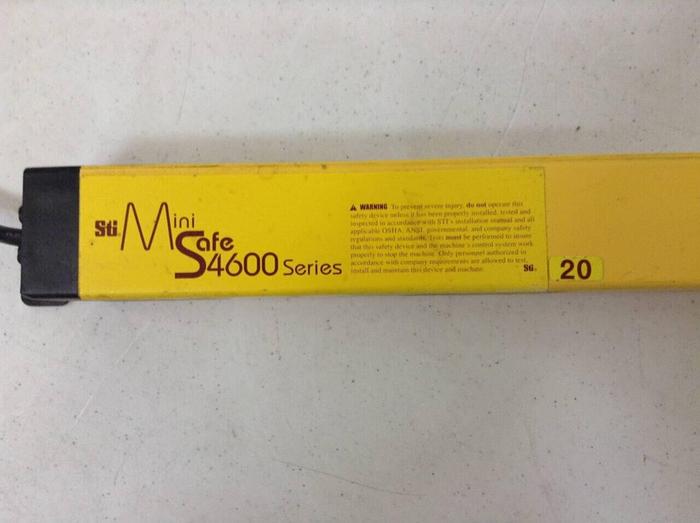 Sti Mini
Safe
4600 Series
⚠ WARNING To prevent severe injury, do not operate this
safety device unless it has been properly installed, tested and
inspected in accordance with STI's installation manual and all
applicable OSHA, ANSI, governmental, and company safety
regulations and standards. Tests must be performed to insure
that this safety device and the machine's control system work
properly to stop the machine. Only personnel authorized in
accordance with company requirements are allowed to test,
install and maintain this device and machine.
Sti
20